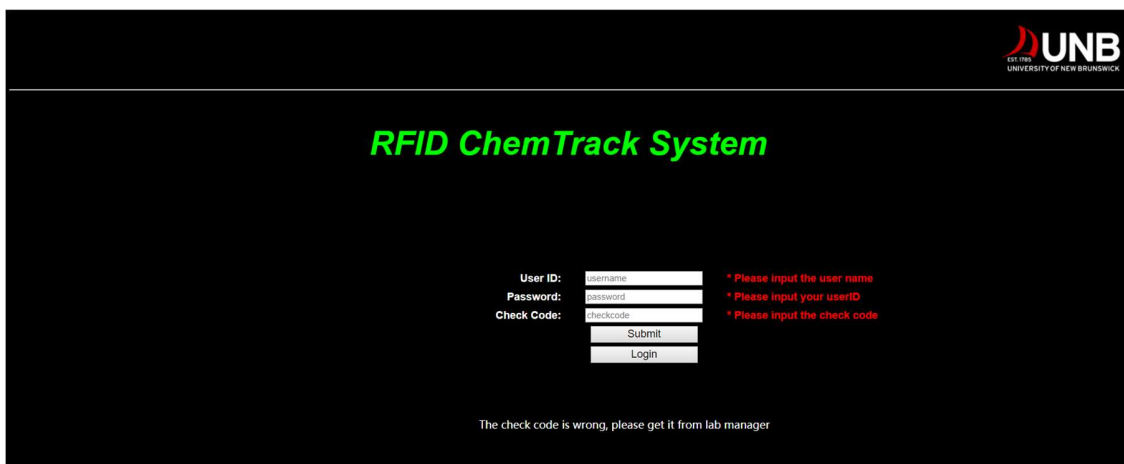 UNB
EST. 1785
UNIVERSITY OF NEW BRUNSWICK
RFID ChemTrack System
User ID: username * Please input the user name
Password: password * Please input your userID
Check Code: checkcode * Please input the check code
Submit
Login
The check code is wrong, please get it from lab manager